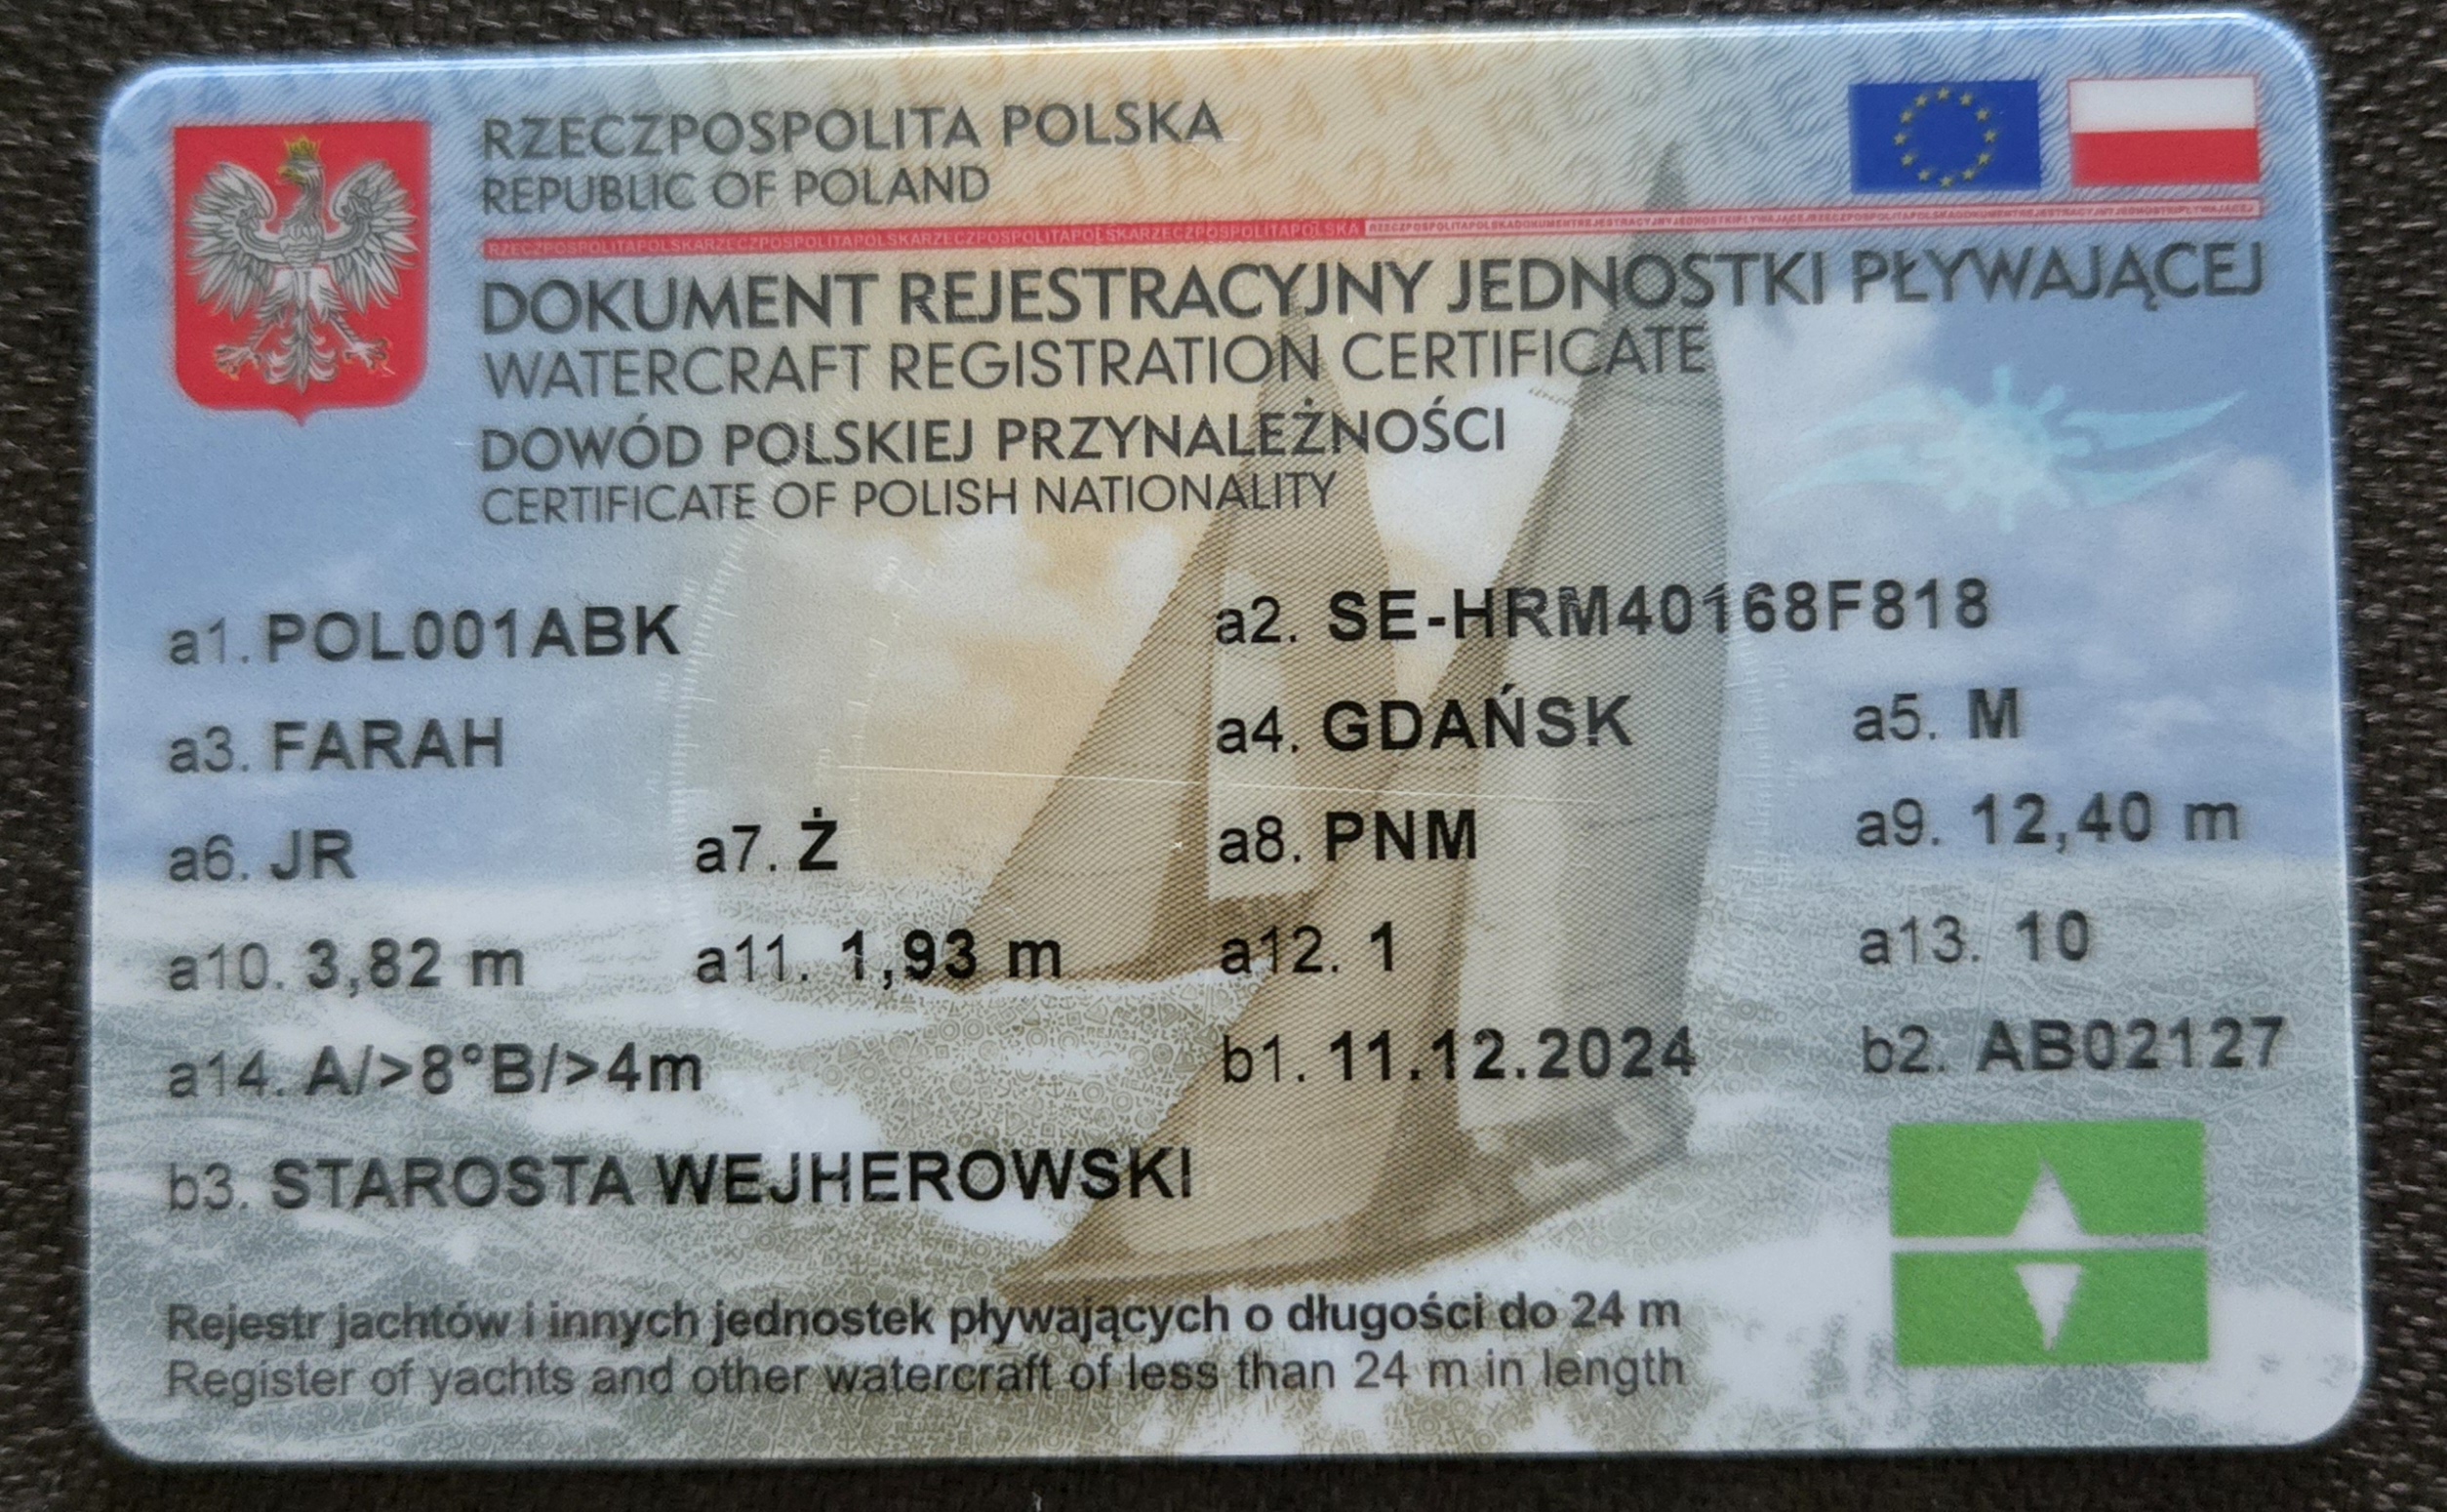 RZECZPOSPOLITA POLSKA
REPUBLIC OF POLAND
RZECZPOSPOLITAPOLSKARZECZPOSPOLITAPOLSKARZECZPOSPOLITAPOLSKARZECZPOSPOLITAPOLSKA
DOKUMENT REJESTRACYJNY JEDNOSTKI PŁYWAJĄCEJ
WATERCRAFT REGISTRATION CERTIFICATE
DOWÓD POLSKIEJ PRZYNALEŻNOŚCI
CERTIFICATE OF POLISH NATIONALITY
a1. POL001ABK a2. SE-HRM40168F818
a3. FARAH a4. GDAŃSK a5. M
a6. JR a7. Ż a8. PNM a9. 12,40 m
a10. 3,82 m a11. 1,93 m a12. 1 a13. 10
a14. A/>8°B/>4m b1. 11.12.2024 b2. AB02127
b3. STAROSTA WEJHEROWSKI
Rejestr jachtów i innych jednostek pływających o długości do 24 m
Register of yachts and other watercraft of less than 24 m in length